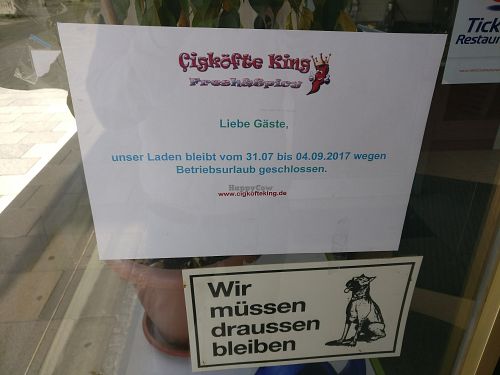 Çigköfte King
Fresh&Spicy
Liebe Gäste,
unser Laden bleibt vom 31.07 bis 04.09.2017 wegen
Betriebsurlaub geschlossen.
HappyCow
www.cigköfteking.de
Wir
müssen
draussen
bleiben
Tick
Restaur